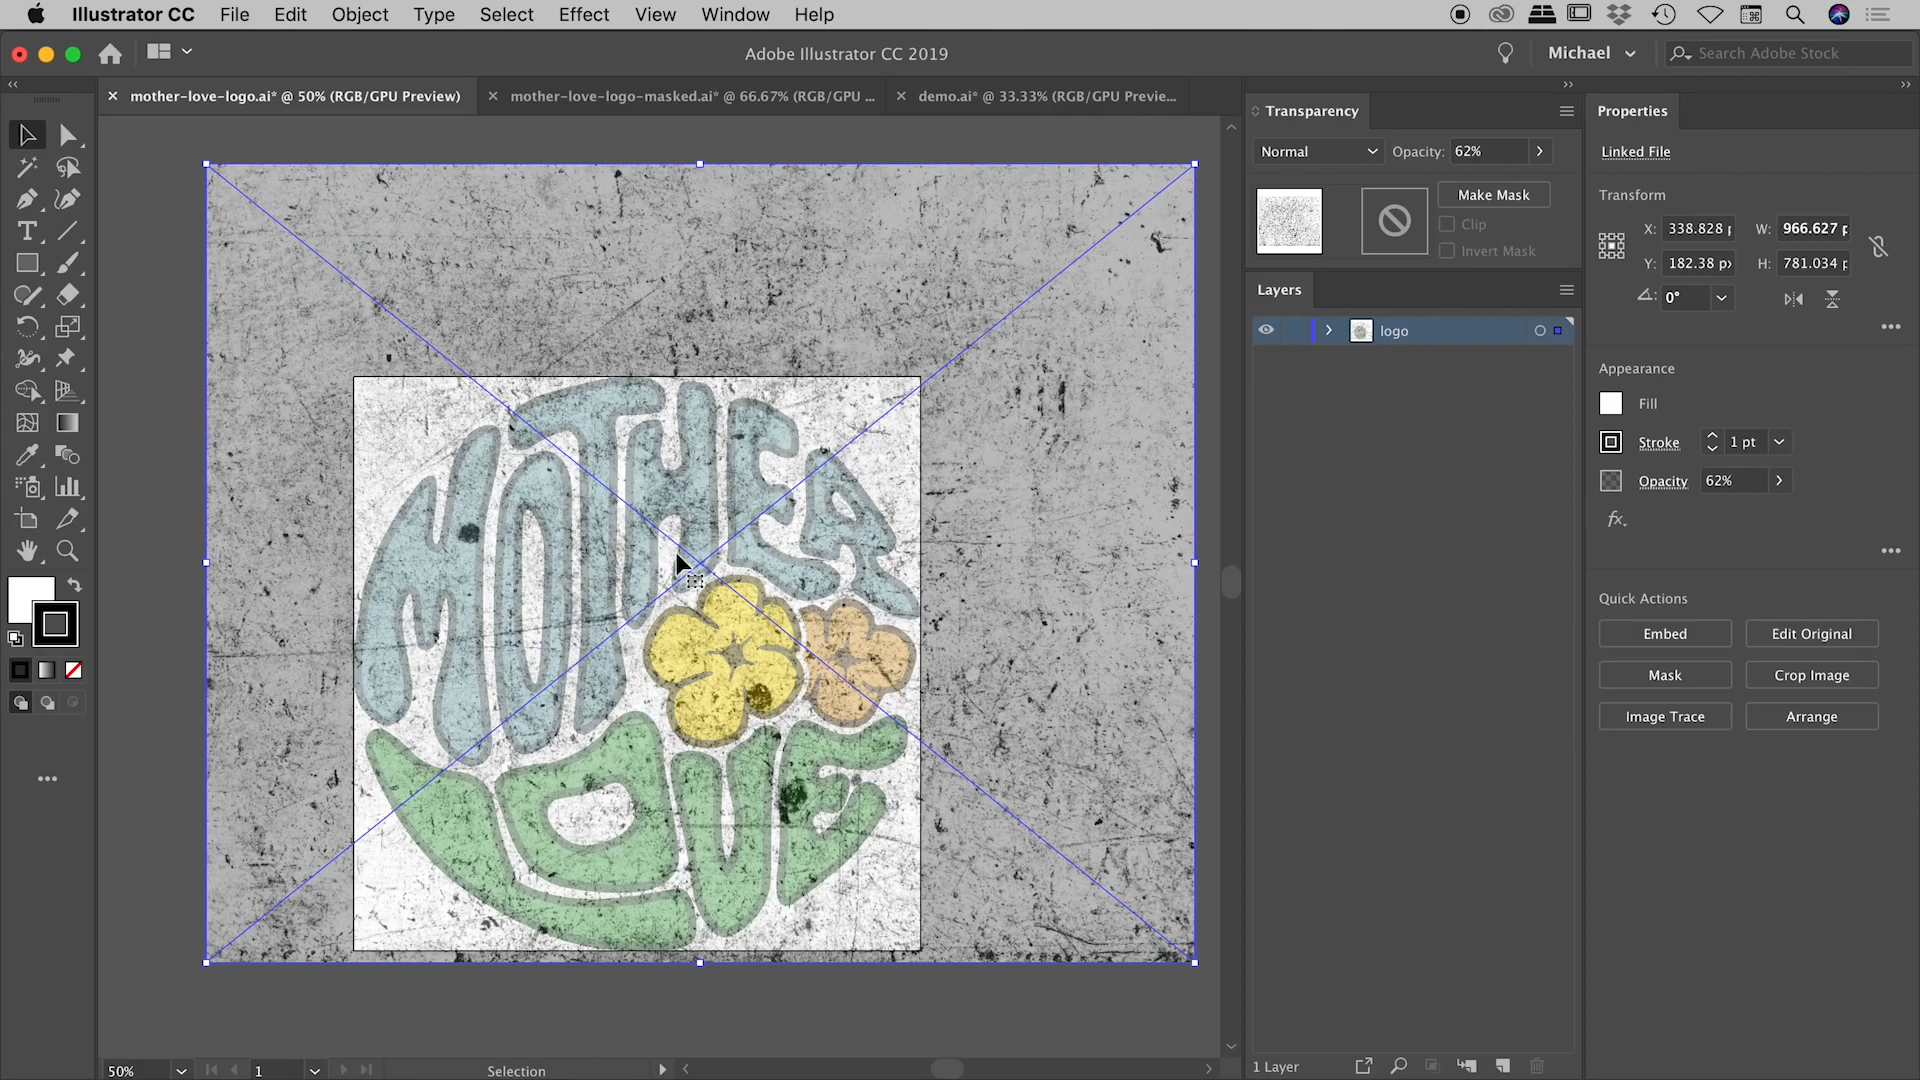 Illustrator CC File Edit Object Type Select Effect View Window Help
Adobe Illustrator CC 2019
Michael
Search Adobe Stock
mother-love-logo.ai* @ 50% (RGB/GPU Preview)
mother-love-logo-masked.ai* @ 66.67% (RGB/GPU ...
demo.ai* @ 33.33% (RGB/GPU Previe...
Transparency
Normal
Opacity: 62%
Make Mask
Clip
Invert Mask
Layers
logo
Properties
Linked File
Transform
X: 338.828 p
W: 966.627 p
Y: 182.38 px
H: 781.034 p
0°
Appearance
Fill
Stroke
1 pt
Opacity
62%
fx.
Quick Actions
Embed
Edit Original
Mask
Crop Image
Image Trace
Arrange
MOTHER
LOVE
50%
1
Selection
1 Layer